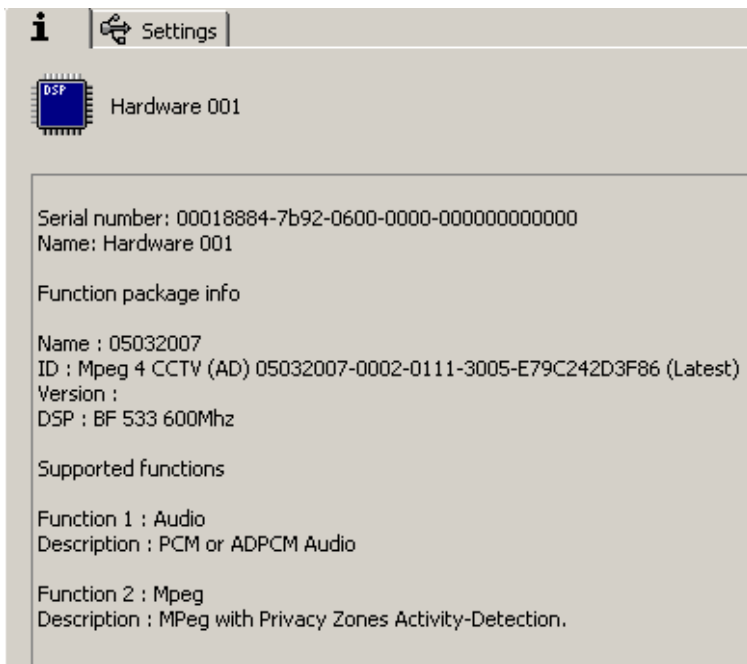 i
Settings
DSP
Hardware 001
Serial number: 00018884-7b92-0600-0000-000000000000
Name: Hardware 001
Function package info
Name : 05032007
ID : Mpeg 4 CCTV (AD) 05032007-0002-0111-3005-E79C242D3F86 (Latest)
Version :
DSP : BF 533 600Mhz
Supported functions
Function 1 : Audio
Description : PCM or ADPCM Audio
Function 2 : Mpeg
Description : MPeg with Privacy Zones Activity-Detection.